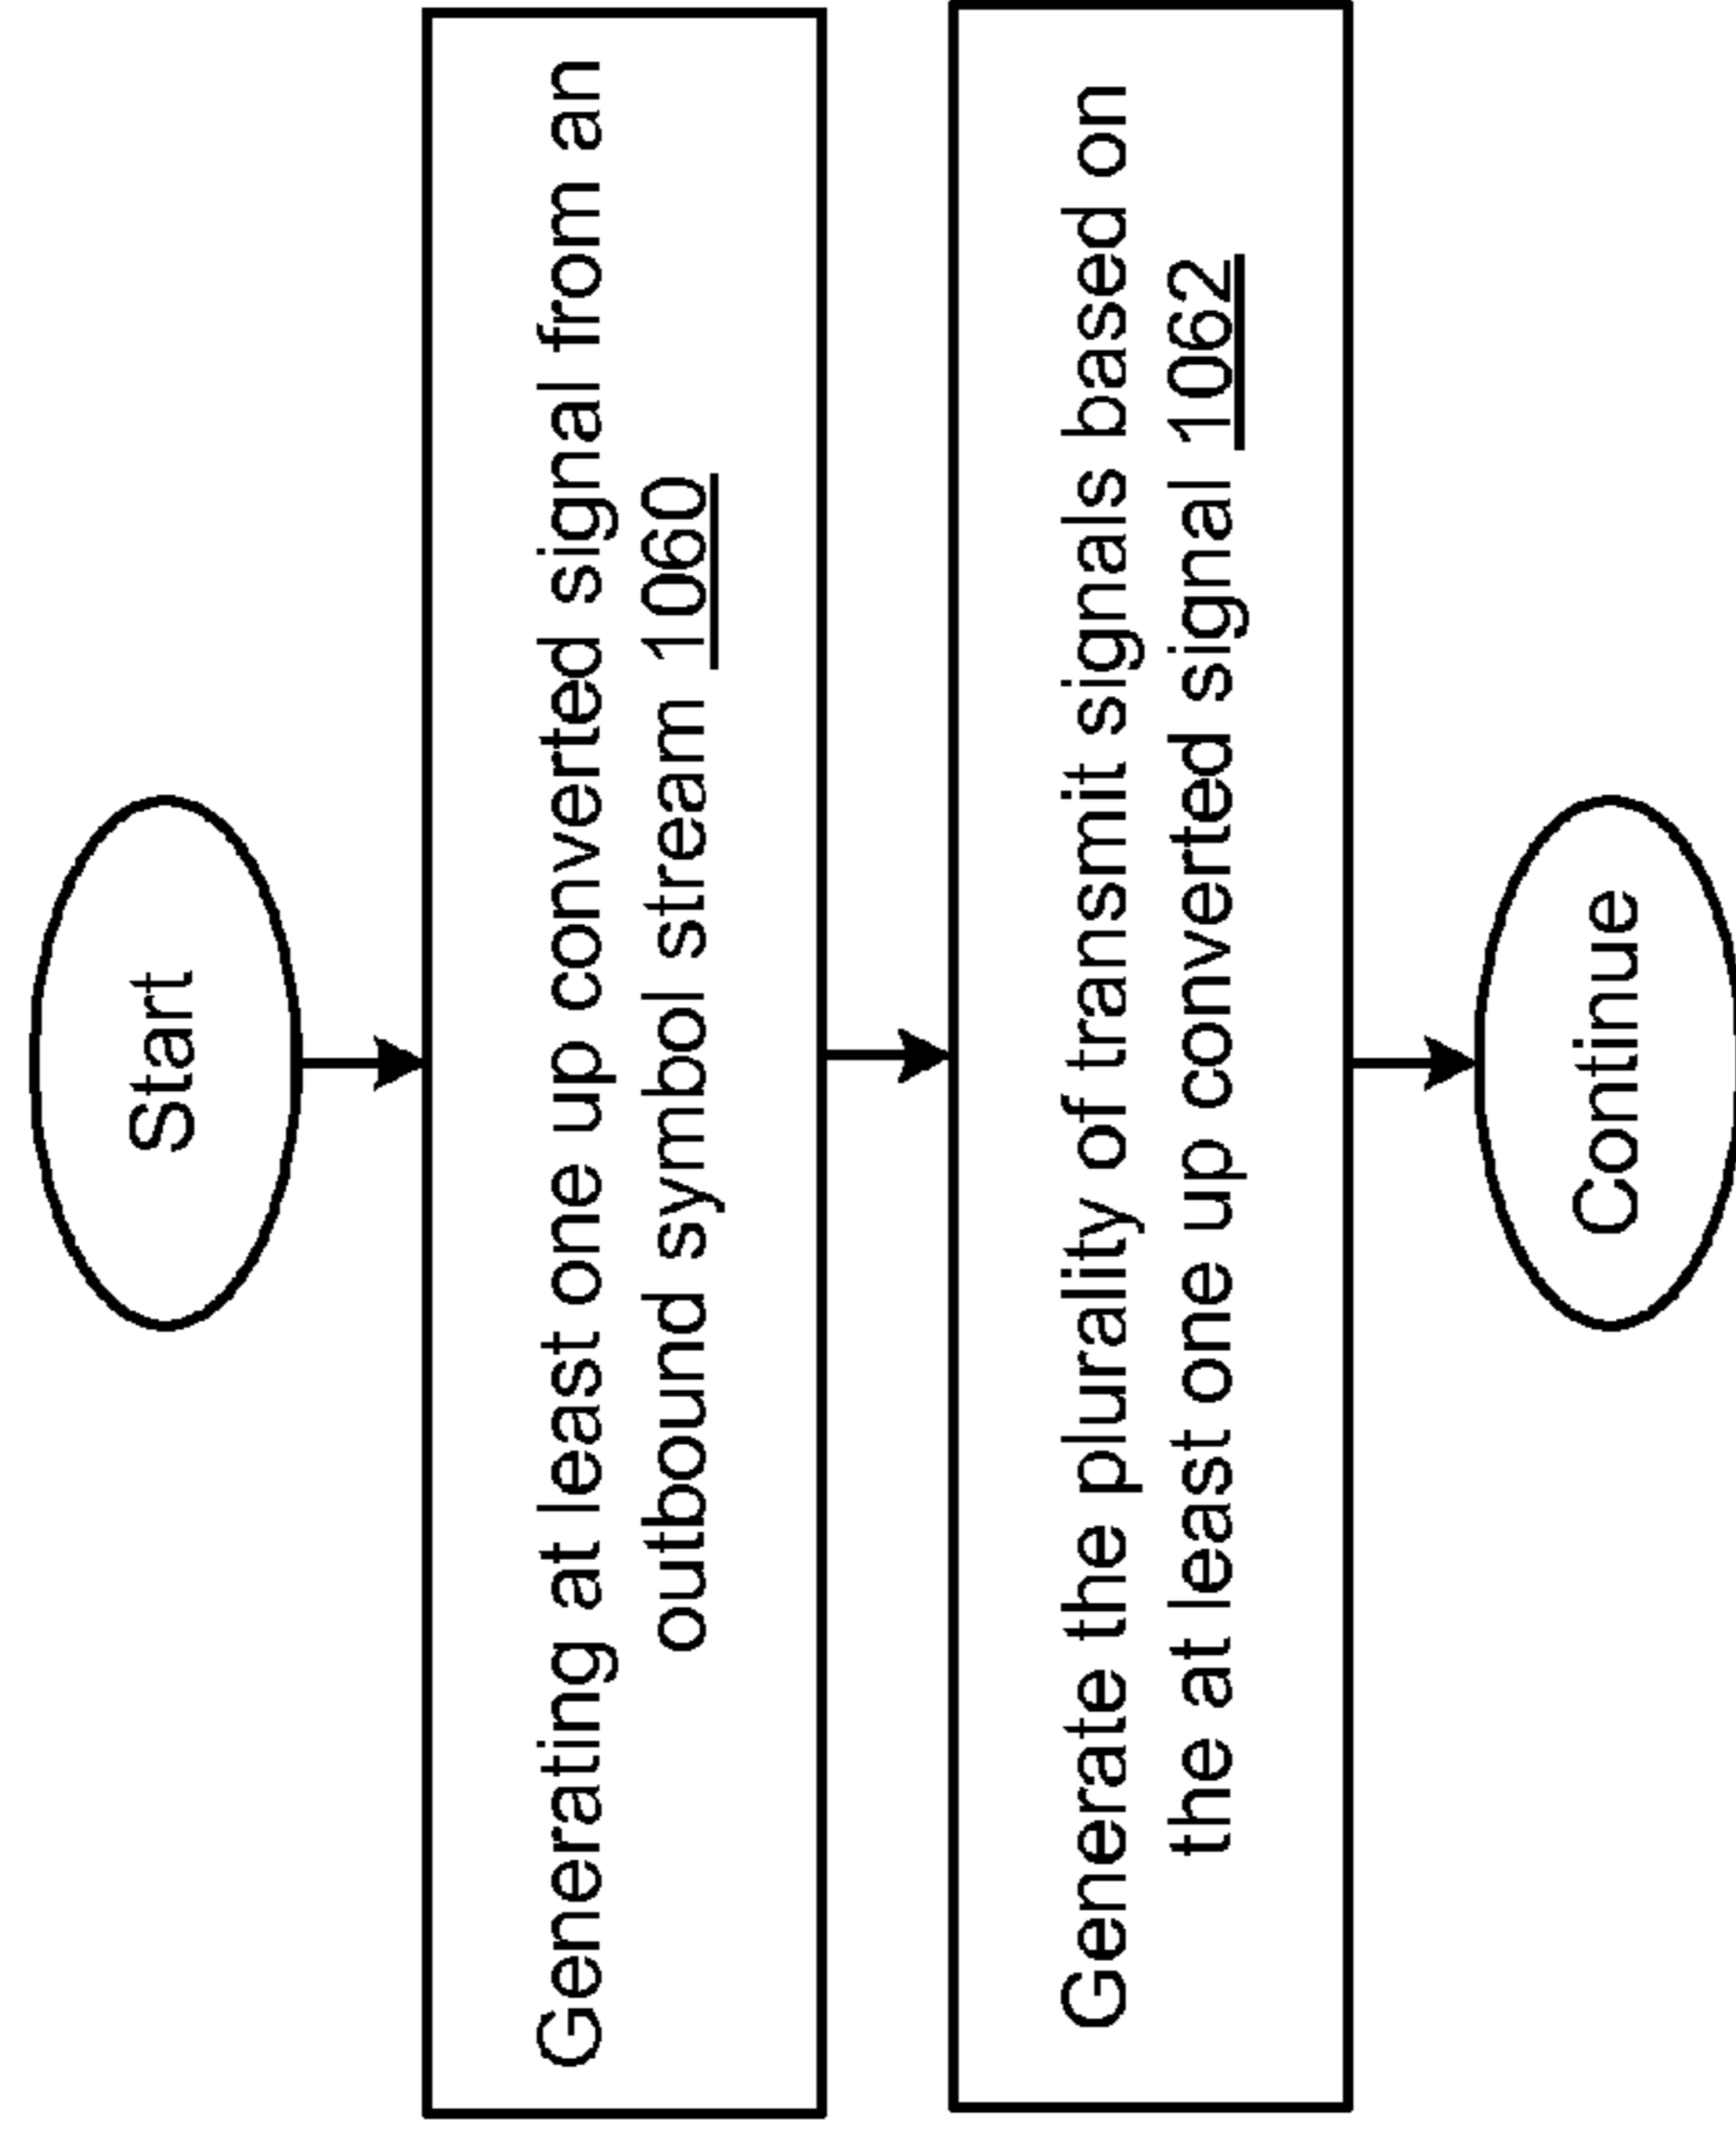 Start
Generating at least one up converted signal from an
outbound symbol stream 1060
Generate the plurality of transmit signals based on
the at least one up converted signal 1062
Continue